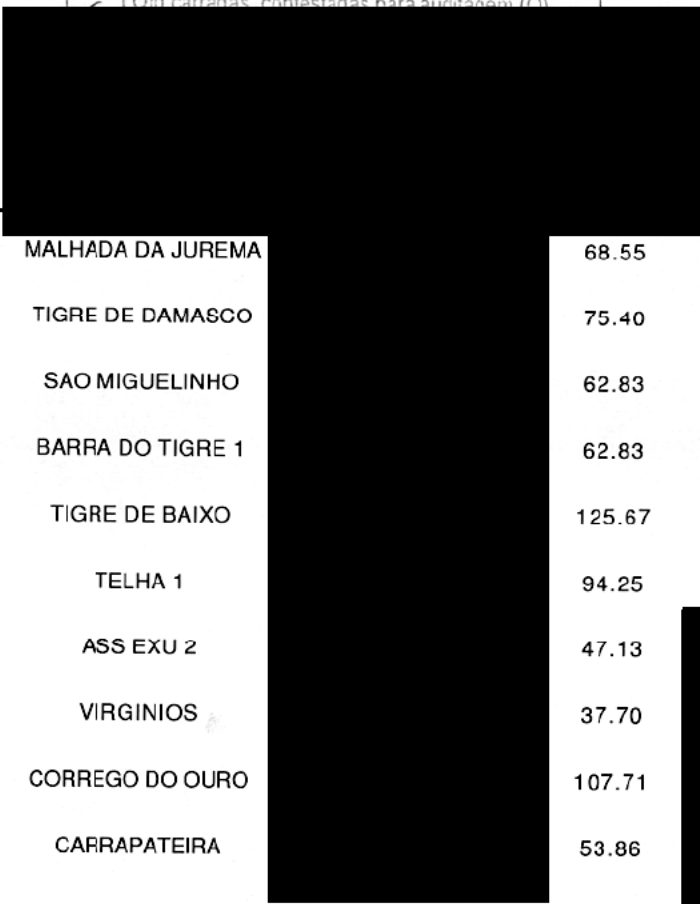 MALHADA DA JUREMA 68.55
TIGRE DE DAMASCO 75.40
SAO MIGUELINHO 62.83
BARRA DO TIGRE 1 62.83
TIGRE DE BAIXO 125.67
TELHA 1 94.25
ASS EXU 2 47.13
VIRGINIOS 37.70
CORREGO DO OURO 107.71
CARRAPATEIRA 53.86